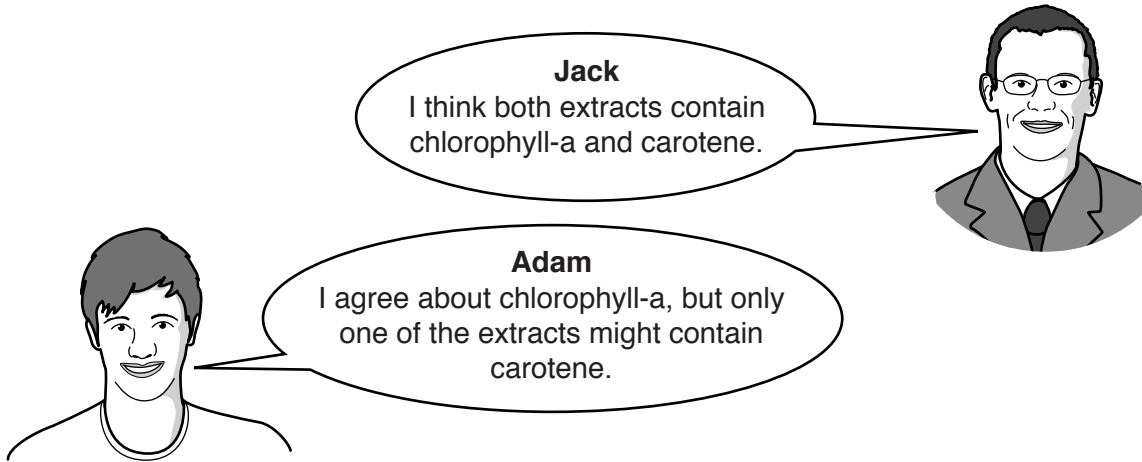 Jack
I think both extracts contain
chlorophyll-a and carotene.
Adam
I agree about chlorophyll-a, but only
one of the extracts might contain
carotene.